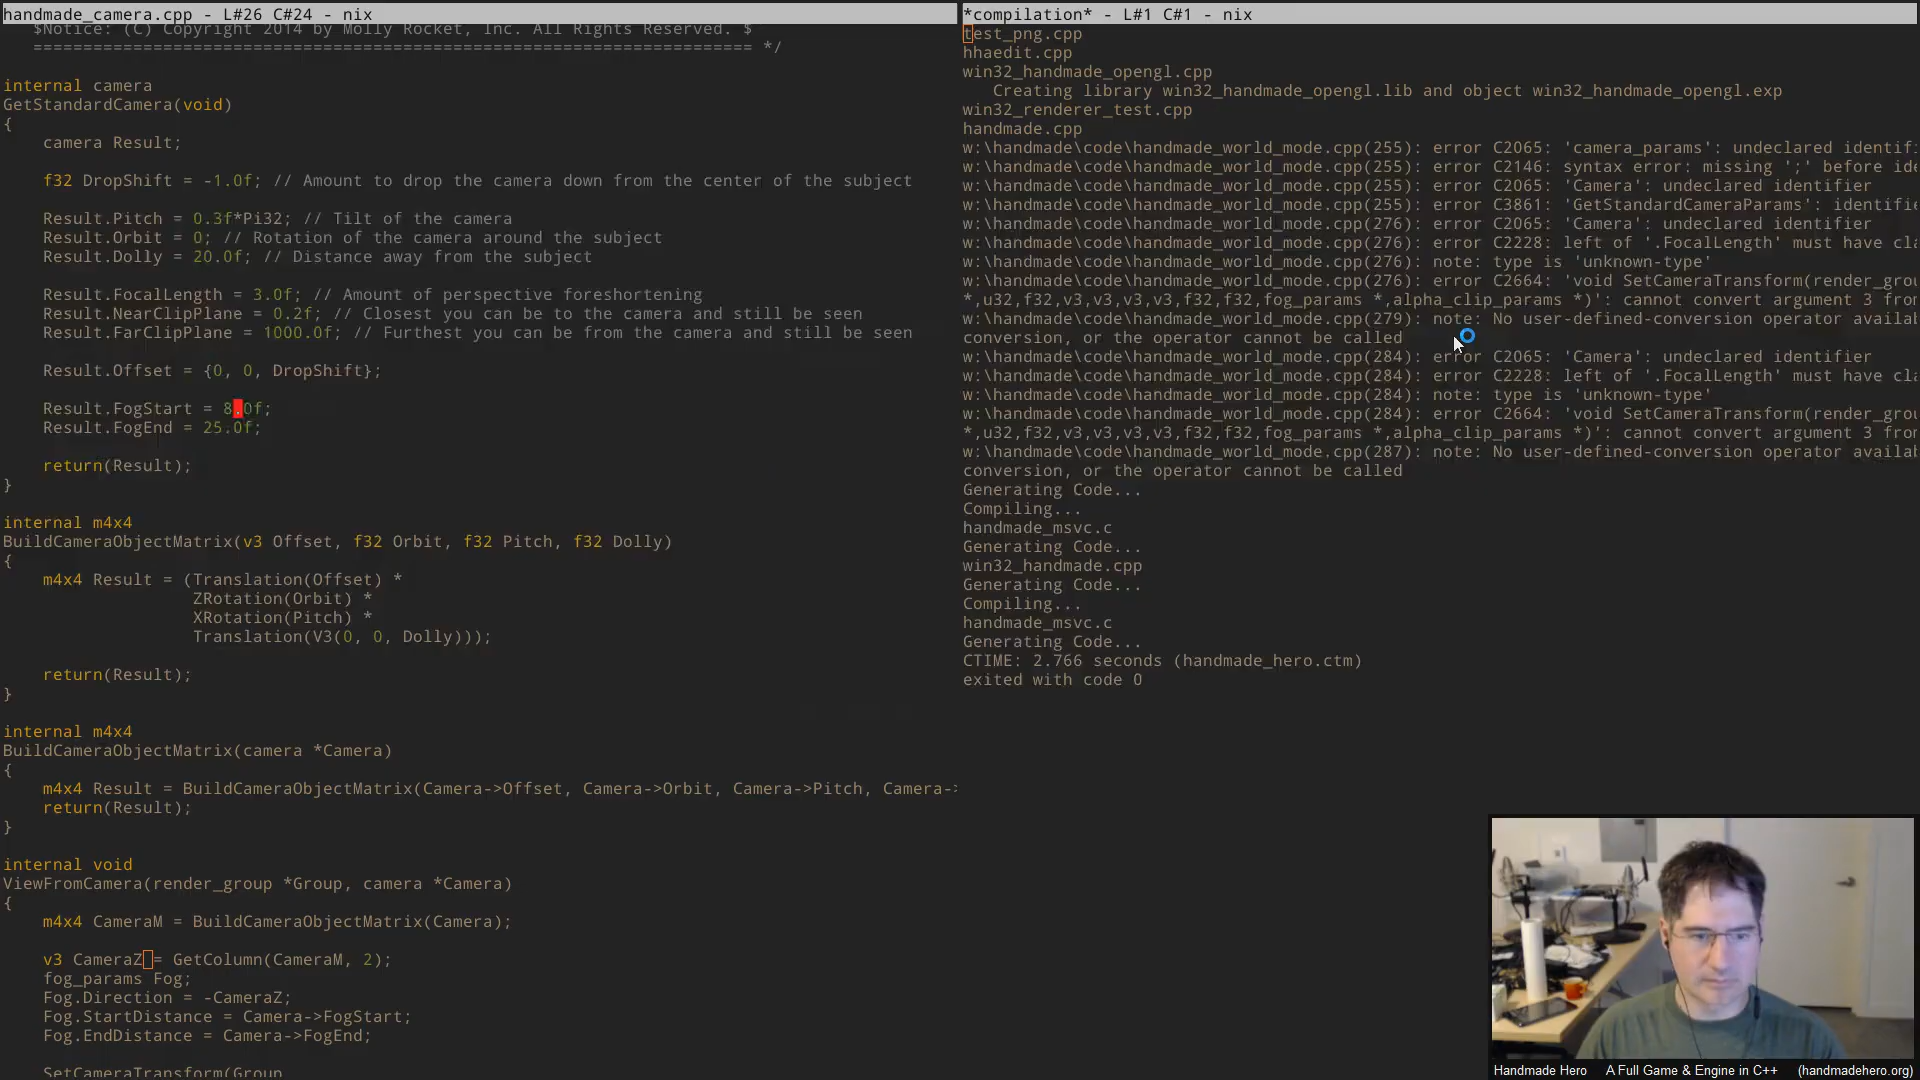 handmade_camera.cpp - L#26 C#24 - nix
$Notice: (C) Copyright 2014 by Molly Rocket, Inc. All Rights Reserved. $
======================================================================== */
internal camera
GetStandardCamera(void)
{
camera Result;
f32 DropShift = -1.0f; // Amount to drop the camera down from the center of the subject
Result.Pitch = 0.3f*Pi32; // Tilt of the camera
Result.Orbit = 0; // Rotation of the camera around the subject
Result.Dolly = 20.0f; // Distance away from the subject
Result.FocalLength = 3.0f; // Amount of perspective foreshortening
Result.NearClipPlane = 0.2f; // Closest you can be to the camera and still be seen
Result.FarClipPlane = 1000.0f; // Furthest you can be from the camera and still be seen
Result.Offset = {0, 0, DropShift};
Result.FogStart = 8.0f;
Result.FogEnd = 25.0f;
return(Result);
}
internal m4x4
BuildCameraObjectMatrix(v3 Offset, f32 Orbit, f32 Pitch, f32 Dolly)
{
m4x4 Result = (Translation(Offset) *
ZRotation(Orbit) *
XRotation(Pitch) *
Translation(V3(0, 0, Dolly)));
return(Result);
}
internal m4x4
BuildCameraObjectMatrix(camera *Camera)
{
m4x4 Result = BuildCameraObjectMatrix(Camera->Offset, Camera->Orbit, Camera->Pitch, Camera->
return(Result);
}
internal void
ViewFromCamera(render_group *Group, camera *Camera)
{
m4x4 CameraM = BuildCameraObjectMatrix(Camera);
v3 CameraZ = GetColumn(CameraM, 2);
fog_params Fog;
Fog.Direction = -CameraZ;
Fog.StartDistance = Camera->FogStart;
Fog.EndDistance = Camera->FogEnd;
SetCameraTransform(Group
*compilation* - L#1 C#1 - nix
test_png.cpp
hhaedit.cpp
win32_handmade_opengl.cpp
Creating library win32_handmade_opengl.lib and object win32_handmade_opengl.exp
win32_renderer_test.cpp
handmade.cpp
w:\handmade\code\handmade_world_mode.cpp(255): error C2065: 'camera_params': undeclared identif
w:\handmade\code\handmade_world_mode.cpp(255): error C2146: syntax error: missing ';' before ide
w:\handmade\code\handmade_world_mode.cpp(255): error C2065: 'Camera': undeclared identifier
w:\handmade\code\handmade_world_mode.cpp(255): error C3861: 'GetStandardCameraParams': identifie
w:\handmade\code\handmade_world_mode.cpp(276): error C2065: 'Camera': undeclared identifier
w:\handmade\code\handmade_world_mode.cpp(276): error C2228: left of '.FocalLength' must have cla
w:\handmade\code\handmade_world_mode.cpp(276): note: type is 'unknown-type'
w:\handmade\code\handmade_world_mode.cpp(276): error C2664: 'void SetCameraTransform(render_grou
*,u32,f32,v3,v3,v3,v3,f32,f32,fog_params *,alpha_clip_params *)': cannot convert argument 3 from
w:\handmade\code\handmade_world_mode.cpp(279): note: No user-defined-conversion operator availab
conversion, or the operator cannot be called
w:\handmade\code\handmade_world_mode.cpp(284): error C2065: 'Camera': undeclared identifier
w:\handmade\code\handmade_world_mode.cpp(284): error C2228: left of '.FocalLength' must have cla
w:\handmade\code\handmade_world_mode.cpp(284): note: type is 'unknown-type'
w:\handmade\code\handmade_world_mode.cpp(284): error C2664: 'void SetCameraTransform(render_grou
*,u32,f32,v3,v3,v3,v3,f32,f32,fog_params *,alpha_clip_params *)': cannot convert argument 3 from
w:\handmade\code\handmade_world_mode.cpp(287): note: No user-defined-conversion operator availab
conversion, or the operator cannot be called
Generating Code...
Compiling...
handmade_msvc.c
Generating Code...
win32_handmade.cpp
Generating Code...
Compiling...
handmade_msvc.c
Generating Code...
CTIME: 2.766 seconds (handmade_hero.ctm)
exited with code 0
Handmade Hero A Full Game & Engine in C++ (handmadehero.org)